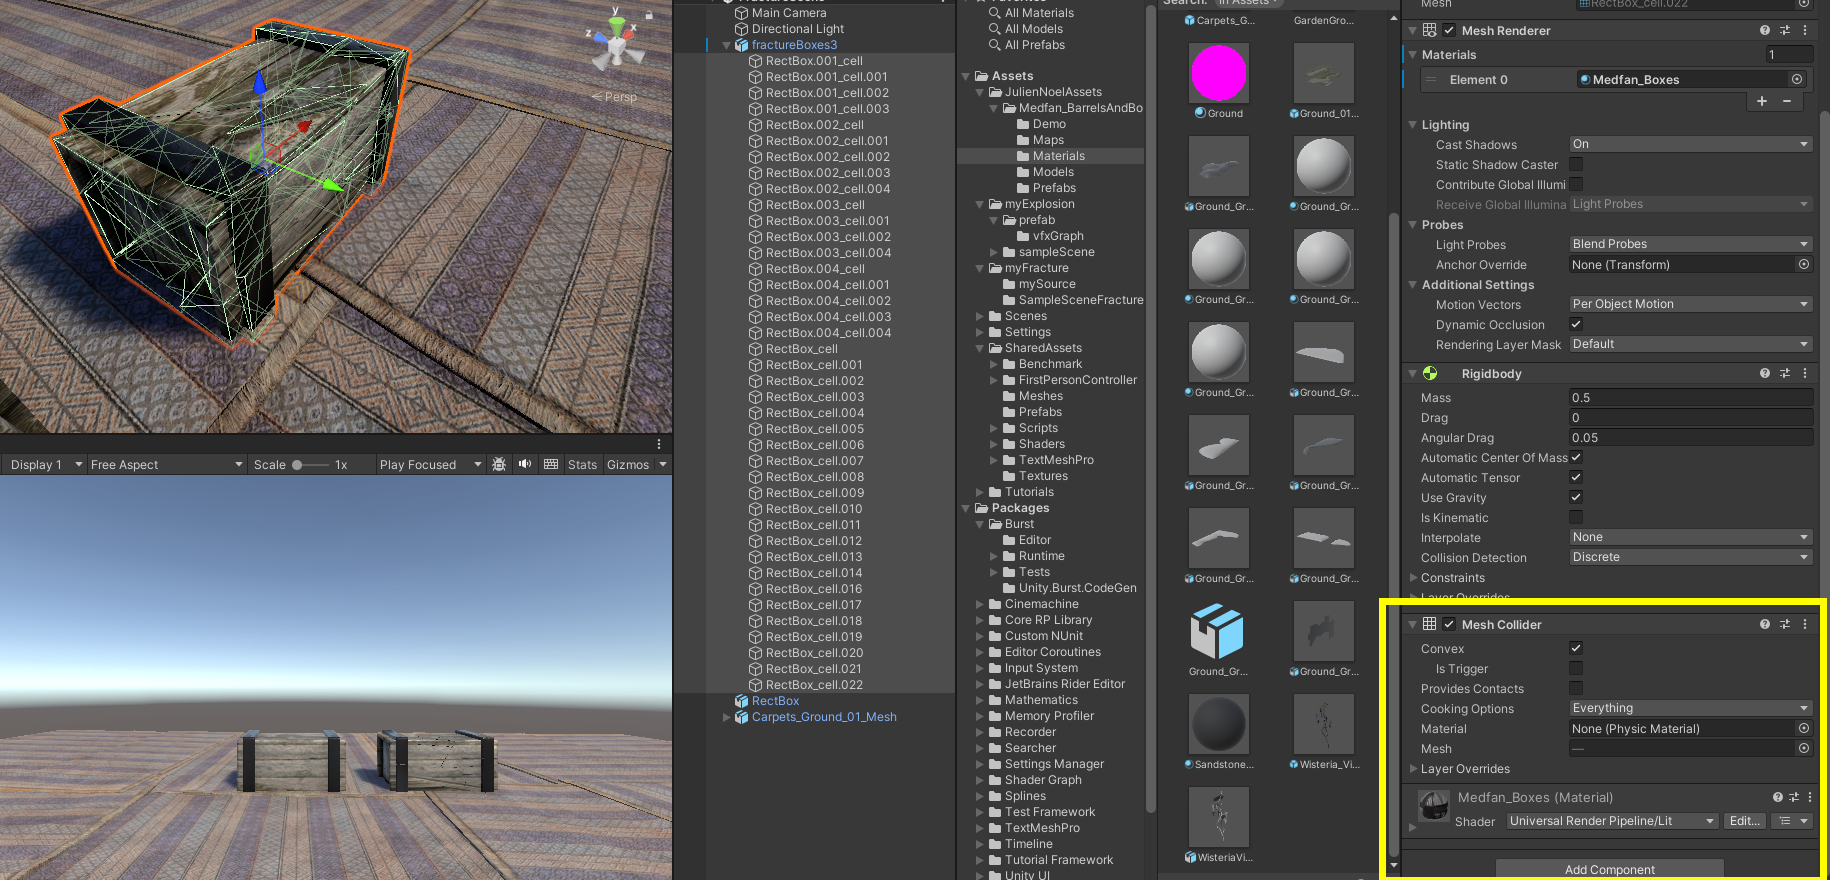 y
x
z
Persp
Display 1
Free Aspect
Scale
1x
Play Focused
Stats
Gizmos
Main Camera
Directional Light
fractureBoxes3
RectBox.001_cell
RectBox.001_cell.001
RectBox.001_cell.002
RectBox.001_cell.003
RectBox.002_cell
RectBox.002_cell.001
RectBox.002_cell.002
RectBox.002_cell.003
RectBox.002_cell.004
RectBox.003_cell
RectBox.003_cell.001
RectBox.003_cell.002
RectBox.003_cell.004
RectBox.004_cell
RectBox.004_cell.001
RectBox.004_cell.002
RectBox.004_cell.003
RectBox.004_cell.004
RectBox_cell
RectBox_cell.001
RectBox_cell.002
RectBox_cell.003
RectBox_cell.004
RectBox_cell.005
RectBox_cell.006
RectBox_cell.007
RectBox_cell.008
RectBox_cell.009
RectBox_cell.010
RectBox_cell.011
RectBox_cell.012
RectBox_cell.013
RectBox_cell.014
RectBox_cell.016
RectBox_cell.017
RectBox_cell.018
RectBox_cell.019
RectBox_cell.020
RectBox_cell.021
RectBox_cell.022
RectBox
Carpets_Ground_01_Mesh
All Materials
All Models
All Prefabs
Assets
JulienNoelAssets
Medfan_BarrelsAndBo
Demo
Maps
Materials
Models
Prefabs
myExplosion
prefab
vfxGraph
sampleScene
myFracture
mySource
SampleSceneFracture
Scenes
Settings
SharedAssets
Benchmark
FirstPersonController
Meshes
Prefabs
Scripts
Shaders
TextMeshPro
Textures
Tutorials
Packages
Burst
Editor
Runtime
Tests
Unity.Burst.CodeGen
Cinemachine
Core RP Library
Custom NUnit
Editor Coroutines
Input System
JetBrains Rider Editor
Mathematics
Memory Profiler
Recorder
Searcher
Settings Manager
Shader Graph
Splines
Test Framework
TextMeshPro
Timeline
Tutorial Framework
Unity UI
Search:
In Assets
Carpets_G...
GardenGro...
Ground
Ground_01...
Ground_Gr...
Ground_Gr...
Ground_Gr...
Ground_Gr...
Ground_Gr...
Ground_Gr...
Ground_Gr...
Ground_Gr...
Ground_Gr...
Ground_Gr...
Ground_Gr...
Ground_Gr...
Sandstone...
Wisteria_Vi...
WisteriaVi...
Mesh
RectBox_cell.022
Mesh Renderer
Materials
1
Element 0
Medfan_Boxes
Lighting
Cast Shadows
On
Static Shadow Caster
Contribute Global Illumi
Receive Global Illumina
Light Probes
Probes
Light Probes
Blend Probes
Anchor Override
None (Transform)
Additional Settings
Motion Vectors
Per Object Motion
Dynamic Occlusion
Rendering Layer Mask
Default
Rigidbody
Mass
0.5
Drag
0
Angular Drag
0.05
Automatic Center Of Mass
Automatic Tensor
Use Gravity
Is Kinematic
Interpolate
None
Collision Detection
Discrete
Constraints
Layer Overrides
Mesh Collider
Convex
Is Trigger
Provides Contacts
Cooking Options
Everything
Material
None (Physic Material)
Mesh
—
Layer Overrides
Medfan_Boxes (Material)
Shader
Universal Render Pipeline/Lit
Edit...
Add Component